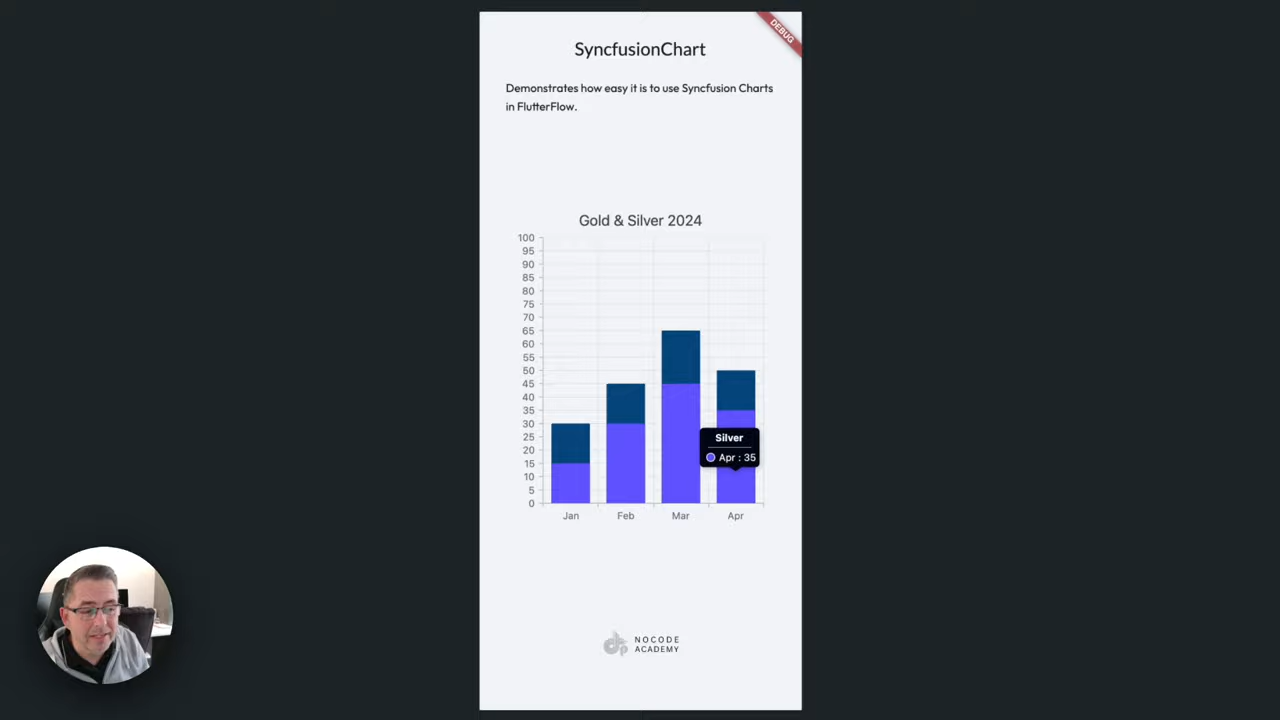 DEBUG
SyncfusionChart
Demonstrates how easy it is to use Syncfusion Charts
in FlutterFlow.
Gold & Silver 2024
100
95
90
85
80
75
70
65
60
55
50
45
40
35
30
25
20
15
10
5
0
Silver
Apr : 35
Jan Feb Mar Apr
NOCODE
ACADEMY